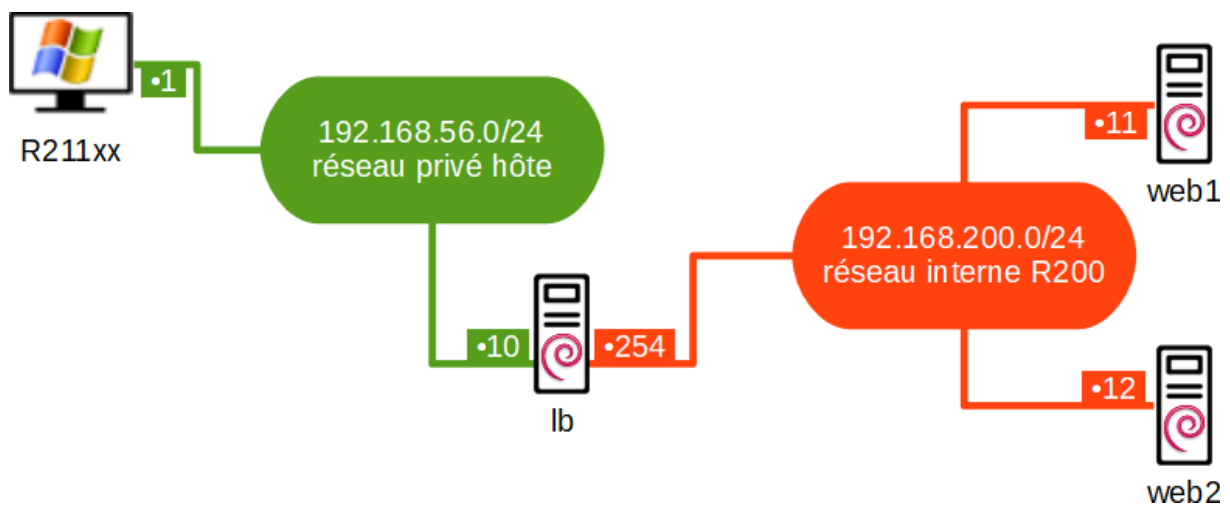 •1
R211xx
192.168.56.0/24
réseau privé hôte
•10
•254
lb
192.168.200.0/24
réseau interne R200
•11
web1
•12
web2